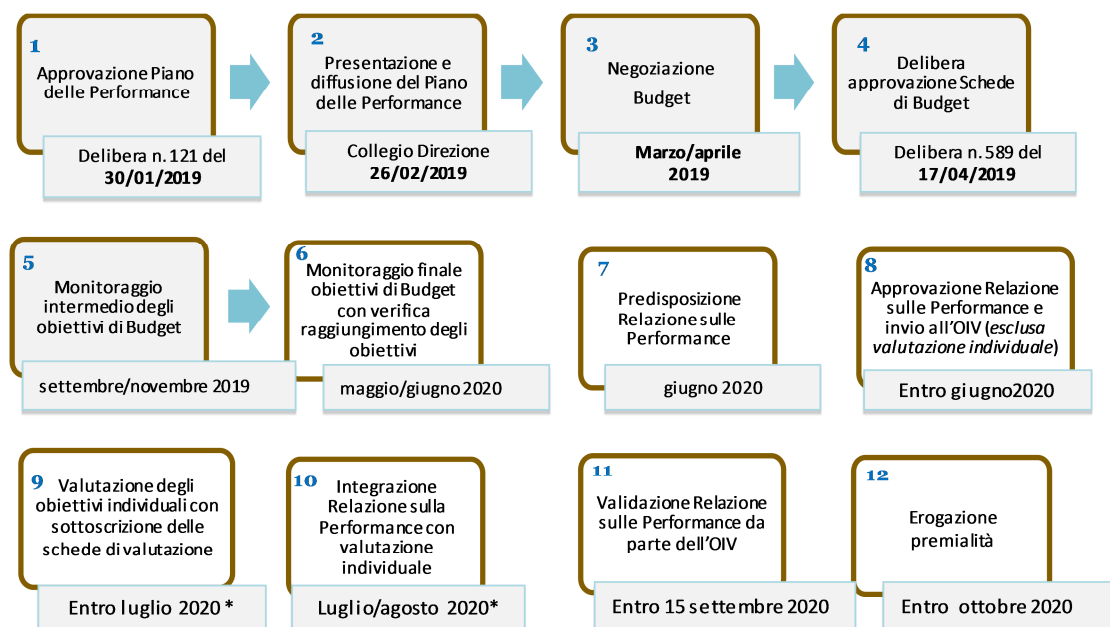 1
Approvazione Piano
delle Performance
Delibera n. 121 del
30/01/2019
2
Presentazione e
diffusione del Piano
delle Performance
Collegio Direzione
26/02/2019
3
Negoziazione
Budget
Marzo/aprile
2019
4
Delibera
approvazione Schede
di Budget
Delibera n. 589 del
17/04/2019
5
Monitoraggio
intermedio degli
obiettivi di Budget
settembre/novembre 2019
6
Monitoraggio finale
obiettivi di Budget
con verifica
raggiungimento degli
obiettivi
maggio/giugno 2020
7
Predisposizione
Relazione sulle
Performance
giugno 2020
8
Approvazione Relazione
sulle Performance e
invio all'OIV (esclusa
valutazione individuale)
Entro giugno2020
9
Valutazione degli
obiettivi individuali con
sottoscrizione delle
schede di valutazione
Entro luglio 2020 *
10
Integrazione
Relazione sulla
Performance con
valutazione
individuale
Luglio/agosto 2020*
11
Validazione Relazione
sulle Performance da
parte dell'OIV
Entro 15 settembre 2020
12
Erogazione
premialità
Entro ottobre 2020